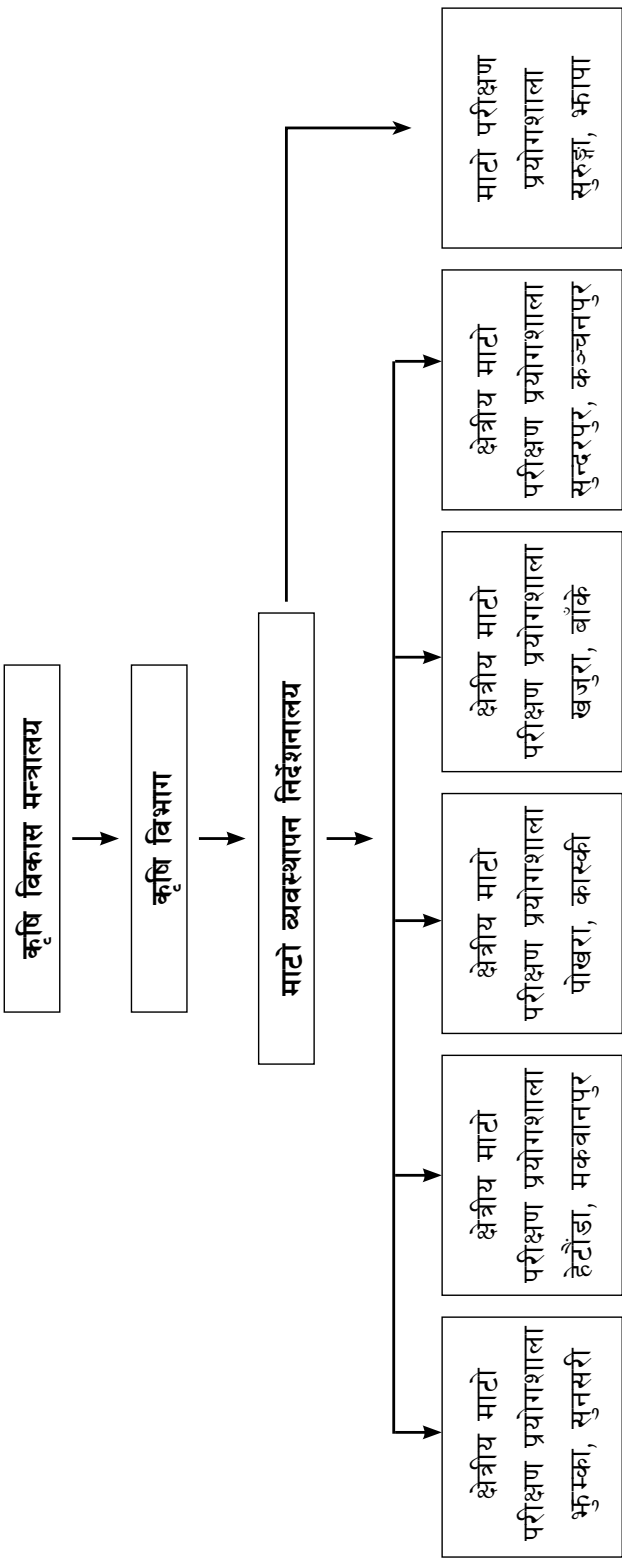 कृषि विकास मन्त्रालय
कृषि विभाग
माटो व्यवस्थापन निर्देशनालय
क्षेत्रीय माटो
परीक्षण प्रयोगशाला
झुम्का, सुनसरी
क्षेत्रीय माटो
परीक्षण प्रयोगशाला
हेटौंडा, मकवानपुर
क्षेत्रीय माटो
परीक्षण प्रयोगशाला
पोखरा, कास्की
क्षेत्रीय माटो
परीक्षण प्रयोगशाला
खजुरा, बाँके
क्षेत्रीय माटो
परीक्षण प्रयोगशाला
सुन्दरपुर, कञ्चनपुर
माटो परीक्षण
प्रयोगशाला
सुरुङ्गा, झापा